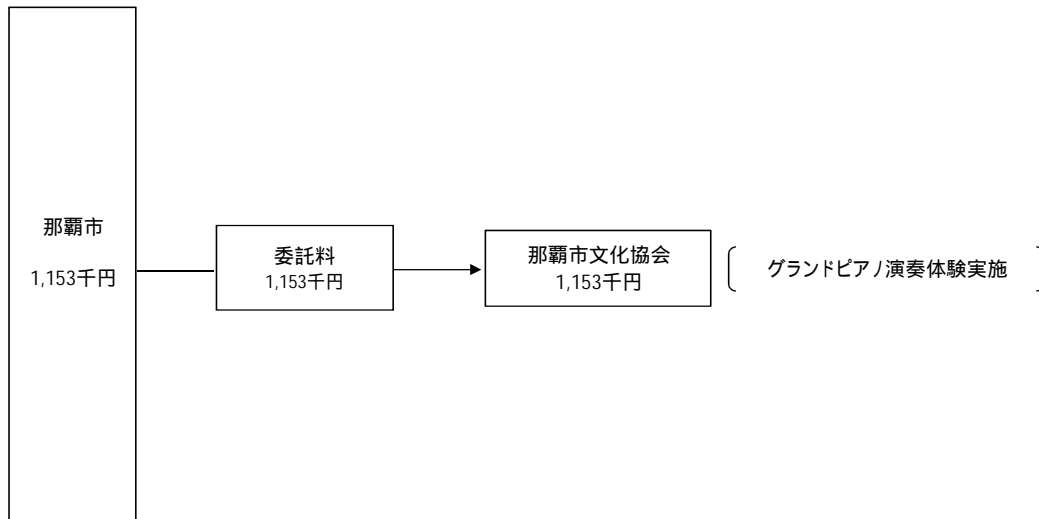 那覇市
1,153千円
委託料
1,153千円
那覇市文化協会
1,153千円
グランドピアノ演奏体験実施